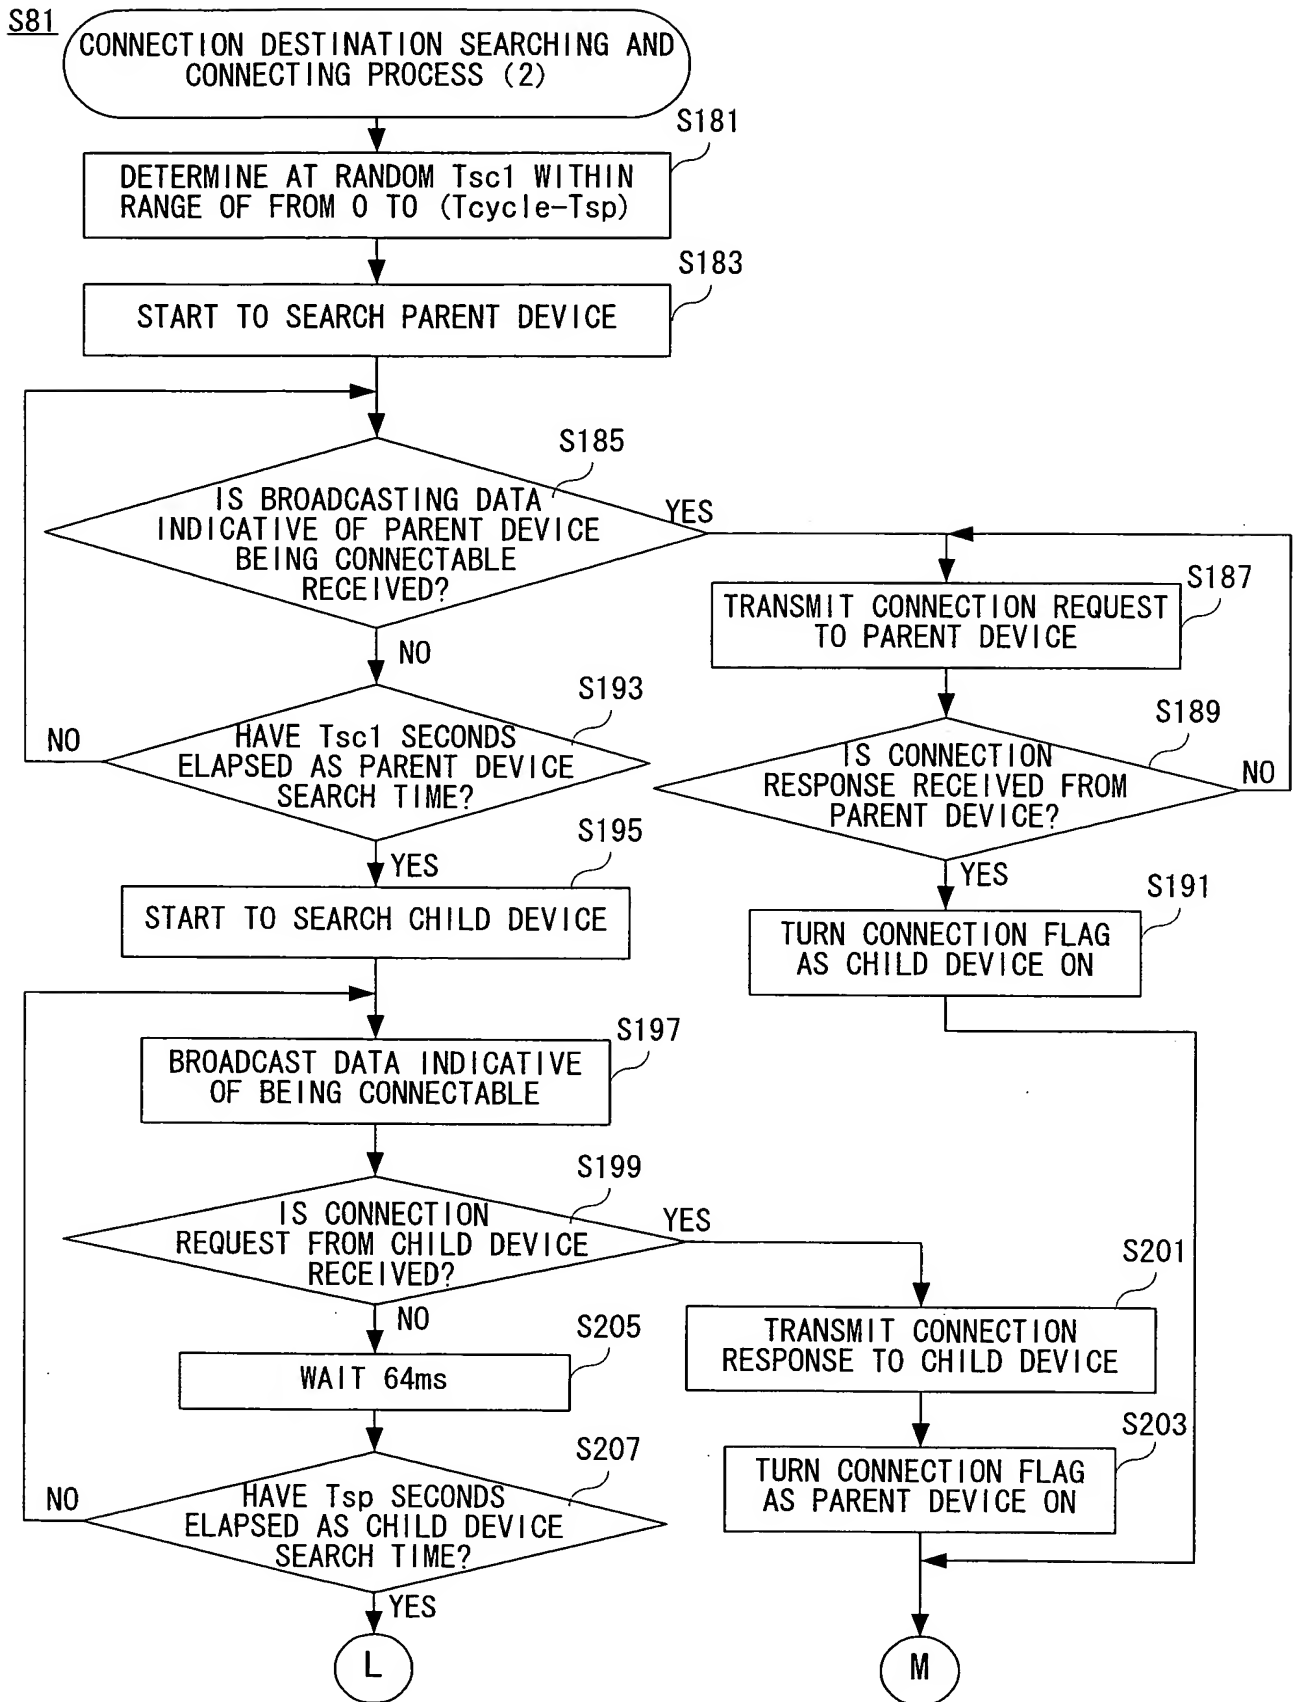 S81
CONNECTION DESTINATION SEARCHING AND
CONNECTING PROCESS (2)
S181
DETERMINE AT RANDOM Tsc1 WITHIN
RANGE OF FROM 0 TO (Tcycle-Tsp)
S183
START TO SEARCH PARENT DEVICE
S185
IS BROADCASTING DATA
INDICATIVE OF PARENT DEVICE
BEING CONNECTABLE
RECEIVED?
YES
NO
S187
TRANSMIT CONNECTION REQUEST
TO PARENT DEVICE
S193
HAVE Tsc1 SECONDS
ELAPSED AS PARENT DEVICE
SEARCH TIME?
NO
YES
S189
IS CONNECTION
RESPONSE RECEIVED FROM
PARENT DEVICE?
NO
YES
S195
START TO SEARCH CHILD DEVICE
S191
TURN CONNECTION FLAG
AS CHILD DEVICE ON
S197
BROADCAST DATA INDICATIVE
OF BEING CONNECTABLE
S199
IS CONNECTION
REQUEST FROM CHILD DEVICE
RECEIVED?
YES
NO
S201
TRANSMIT CONNECTION
RESPONSE TO CHILD DEVICE
S205
WAIT 64ms
S203
TURN CONNECTION FLAG
AS PARENT DEVICE ON
S207
HAVE Tsp SECONDS
ELAPSED AS CHILD DEVICE
SEARCH TIME?
NO
YES
L
M